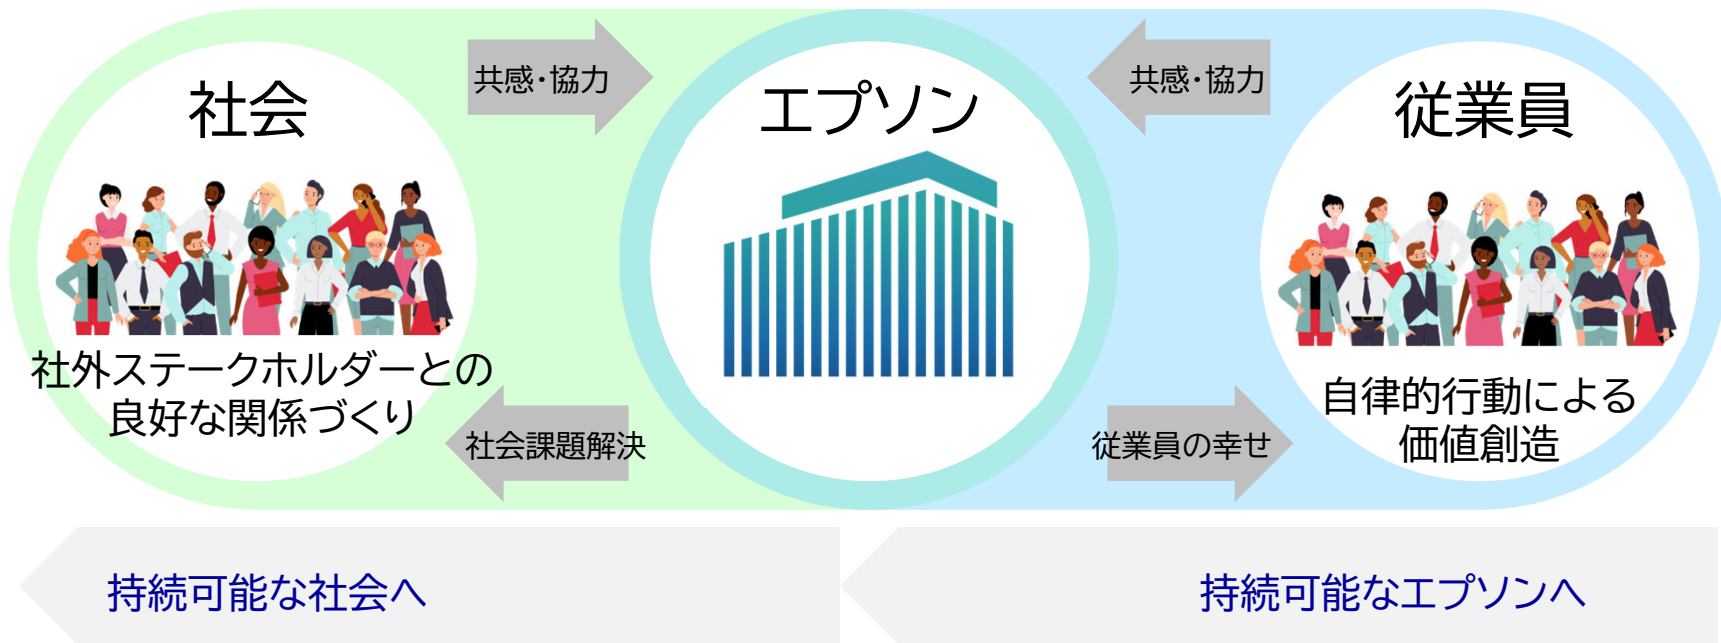 社会
共感・協力
エプソン
共感・協力
従業員
社外ステークホルダーとの
良好な関係づくり
社会課題解決
従業員の幸せ
自律的行動による
価値創造
持続可能な社会へ
持続可能なエプソンへ